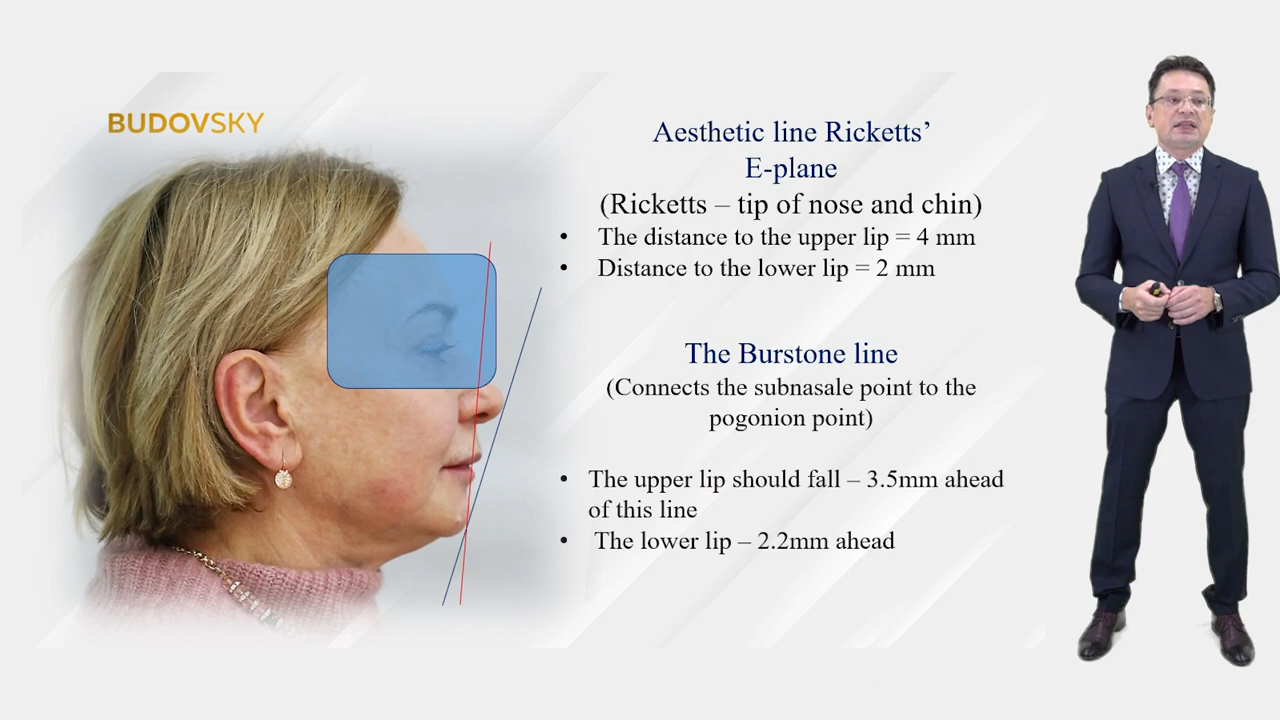 BUDOVSKY
Aesthetic line Ricketts’
E-plane
(Ricketts – tip of nose and chin)
• The distance to the upper lip = 4 mm
• Distance to the lower lip = 2 mm
The Burstone line
(Connects the subnasale point to the
pogonion point)
• The upper lip should fall – 3.5mm ahead
of this line
• The lower lip – 2.2mm ahead